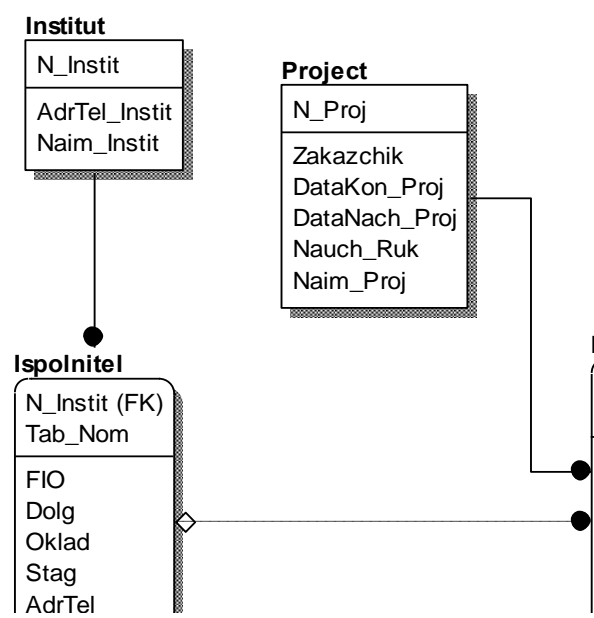 Institut
N_Instit
AdrTel_Instit
Naim_Instit
Project
N_Proj
Zakazchik
DataKon_Proj
DataNach_Proj
Nauch_Ruk
Naim_Proj
Ispolnitel
N_Instit (FK)
Tab_Nom
FIO
Dolg
Oklad
Stag
AdrTel